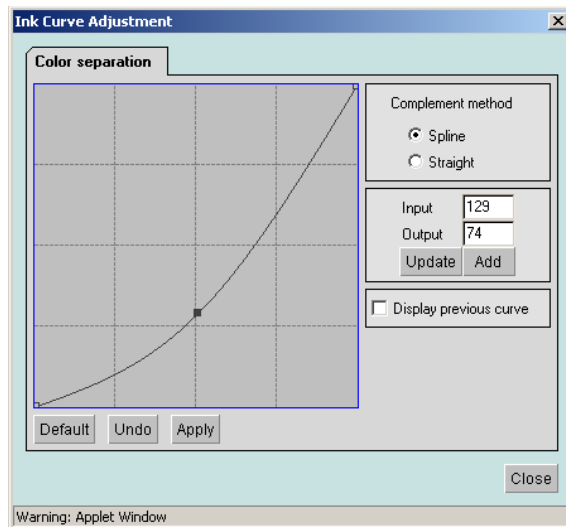 Ink Curve Adjustment
Color separation
Complement method
Spline
Straight
Input 129
Output 74
Update Add
Display previous curve
Default Undo Apply
Close
Warning: Applet Window